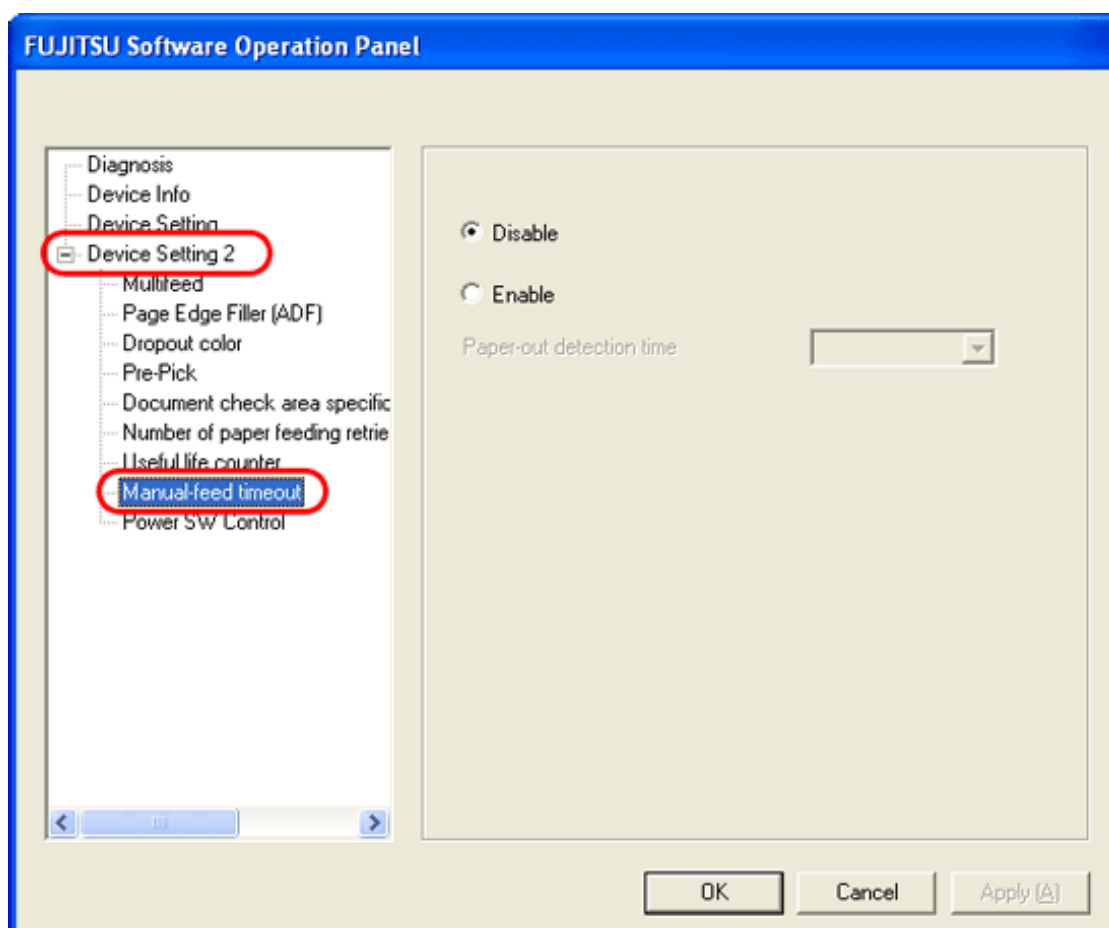 FUJITSU Software Operation Panel
Diagnosis
Device Info
Device Setting
Device Setting 2
Multifeed
Page Edge Filler (ADF)
Dropout color
Pre-Pick
Document check area specific
Number of paper feeding retrie
Useful life counter
Manual-feed timeout
Power SW Control
Disable
Enable
Paper-out detection time
OK
Cancel
Apply (A)